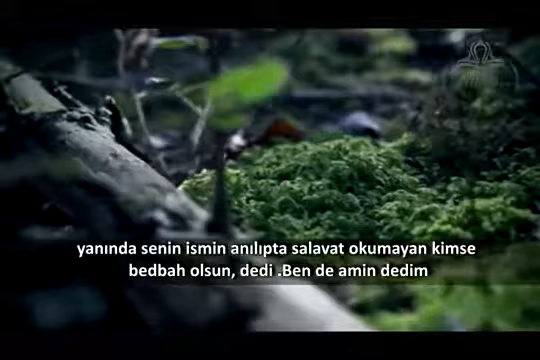 yanında senin ismin anılıpta salavat okumayan kimse
bedbah olsun, dedi .Ben de amin dedim